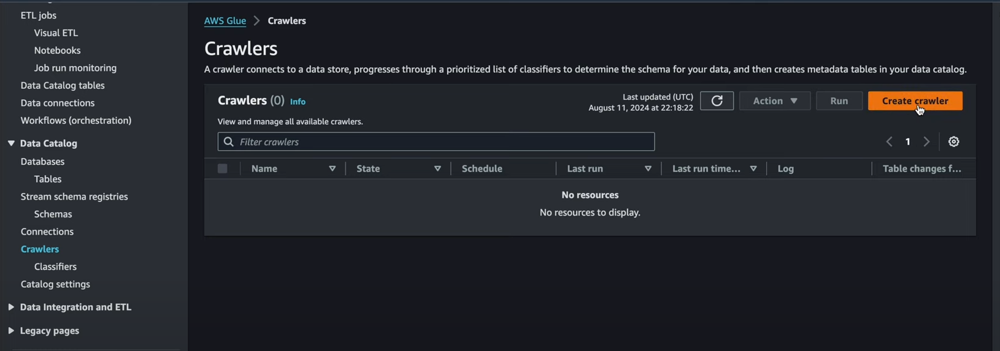 ETL jobs
Visual ETL
Notebooks
Job run monitoring
Data Catalog tables
Data connections
Workflows (orchestration)
Data Catalog
Databases
Tables
Stream schema registries
Schemas
Connections
Crawlers
Classifiers
Catalog settings
Data Integration and ETL
Legacy pages
AWS Glue > Crawlers
Crawlers
A crawler connects to a data store, progresses through a prioritized list of classifiers to determine the schema for your data, and then creates metadata tables in your data catalog.
Crawlers (0) Info
Last updated (UTC)
August 11, 2024 at 22:18:22
Action
Run
Create crawler
View and manage all available crawlers.
Filter crawlers
1
Name State Schedule Last run Last run time... Log Table changes f...
No resources
No resources to display.